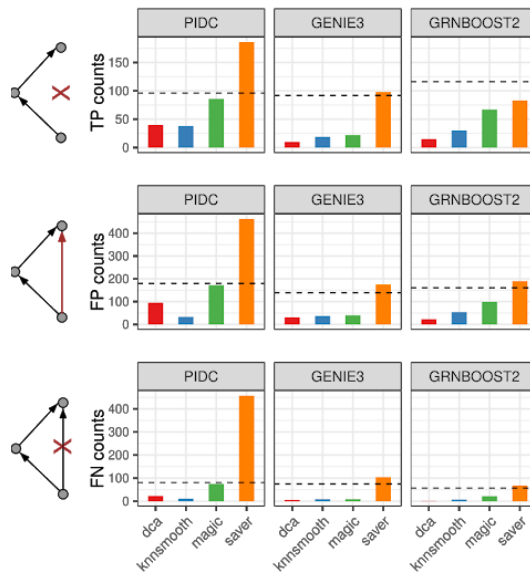 PIDC GENIE3 GRNBOOST2
TP counts
150
100
50
0
PIDC GENIE3 GRNBOOST2
FP counts
400
300
200
100
0
PIDC GENIE3 GRNBOOST2
FN counts
400
300
200
100
0
dca knnsmooth magic saver dca knnsmooth magic saver dca knnsmooth magic saver